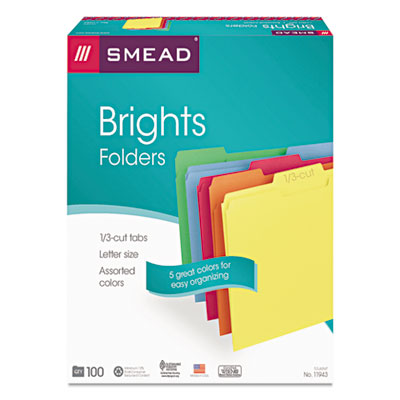 SMEAD
Brights
Folders
1/3-cut tabs
Letter size
Assorted
colors
1/3-cut
5 great colors for
easy organizing
QTY 100
No. 11943